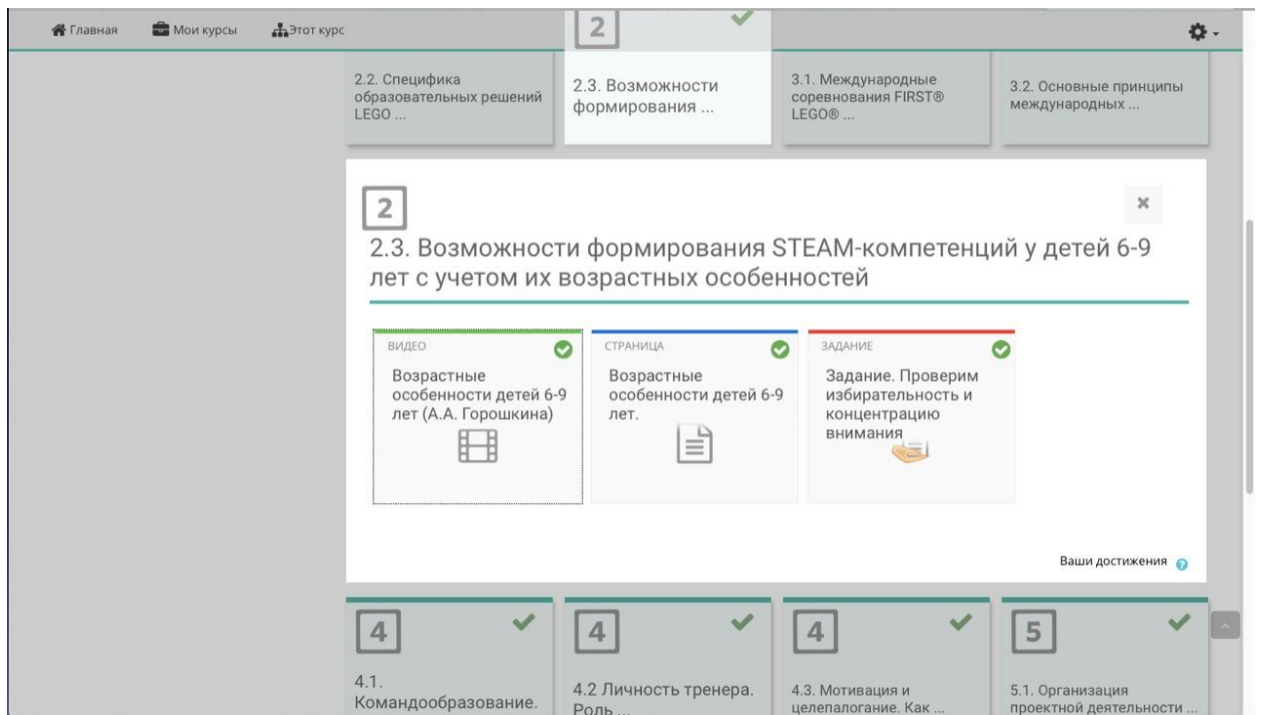 Главная Мои курсы Этот курс
2
2.2. Специфика
образовательных решений
LEGO ...
2.3. Возможности
формирования ...
3.1. Международные
соревнования FIRST®
LEGO® ...
3.2. Основные принципы
международных ...
2
2.3. Возможности формирования STEAM-компетенций у детей 6-9
лет с учетом их возрастных особенностей
ВИДЕО
Возрастные
особенности детей 6-9
лет (А.А. Горошкина)
СТРАНИЦА
Возрастные
особенности детей 6-9
лет.
ЗАДАНИЕ
Задание. Проверим
избирательность и
концентрацию
внимания
Ваши достижения ?
4
4.1.
Командообразование.
4
4.2 Личность тренера.
Роль ...
4
4.3. Мотивация и
целепалогание. Как ...
5
5.1. Организация
проектной деятельности ...